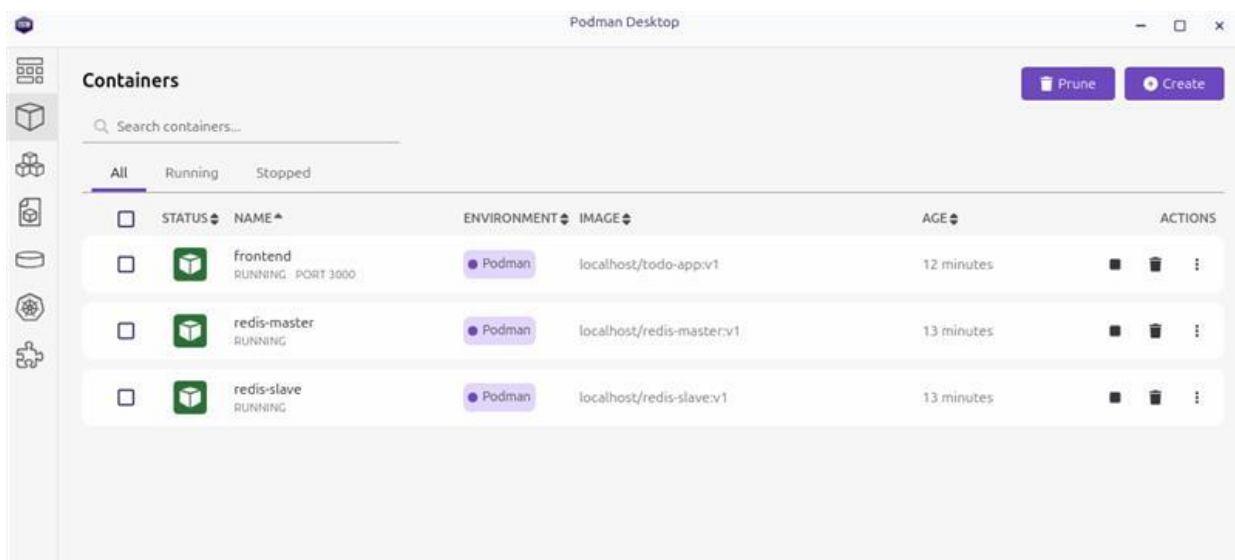 Podman Desktop
Containers
Prune
Create
Search containers...
All Running Stopped
STATUS NAME ENVIRONMENT IMAGE AGE ACTIONS
frontend
RUNNING PORT 3000
Podman
localhost/todo-app:v1
12 minutes
redis-master
RUNNING
Podman
localhost/redis-master:v1
13 minutes
redis-slave
RUNNING
Podman
localhost/redis-slave:v1
13 minutes